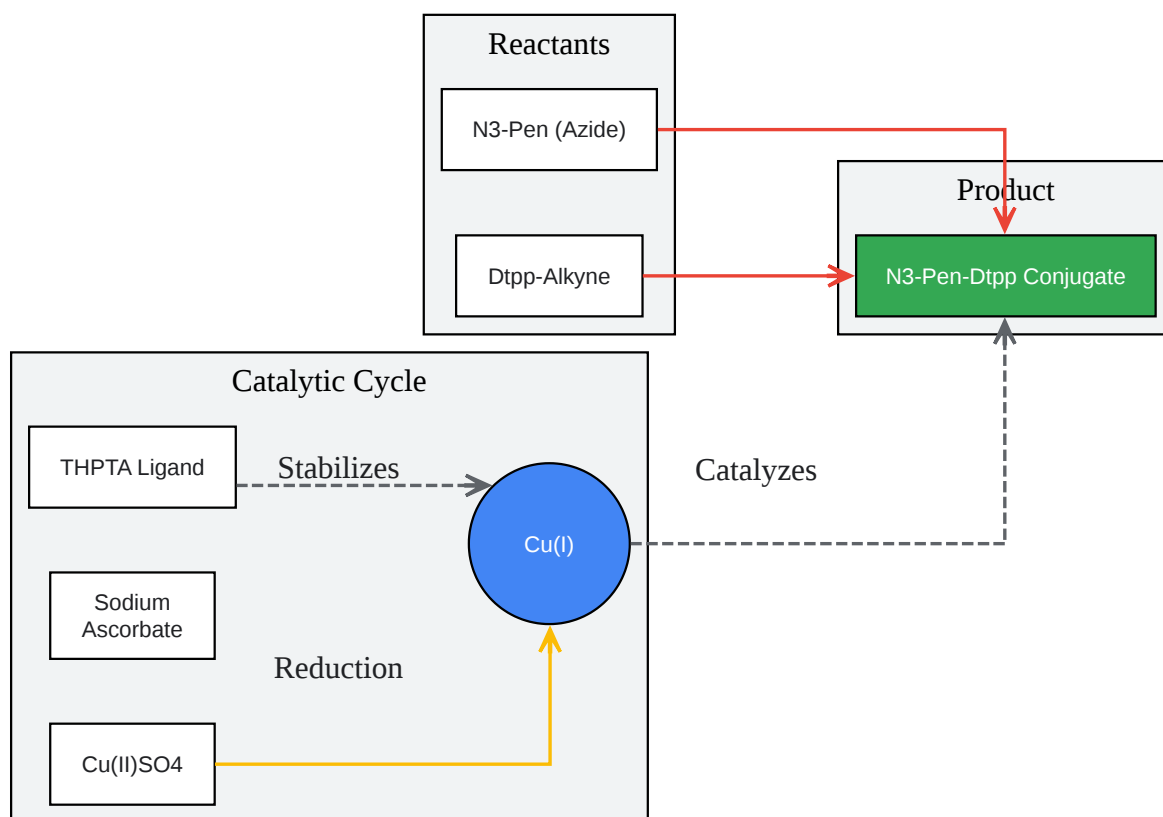 Reactants
N3-Pen (Azide)
Product
Dtpp-Alkyne
N3-Pen-Dtpp Conjugate
Catalytic Cycle
THPTA Ligand
Stabilizes
Catalyzes
Cu(I)
Sodium
Ascorbate
Reduction
Cu(II)SO4